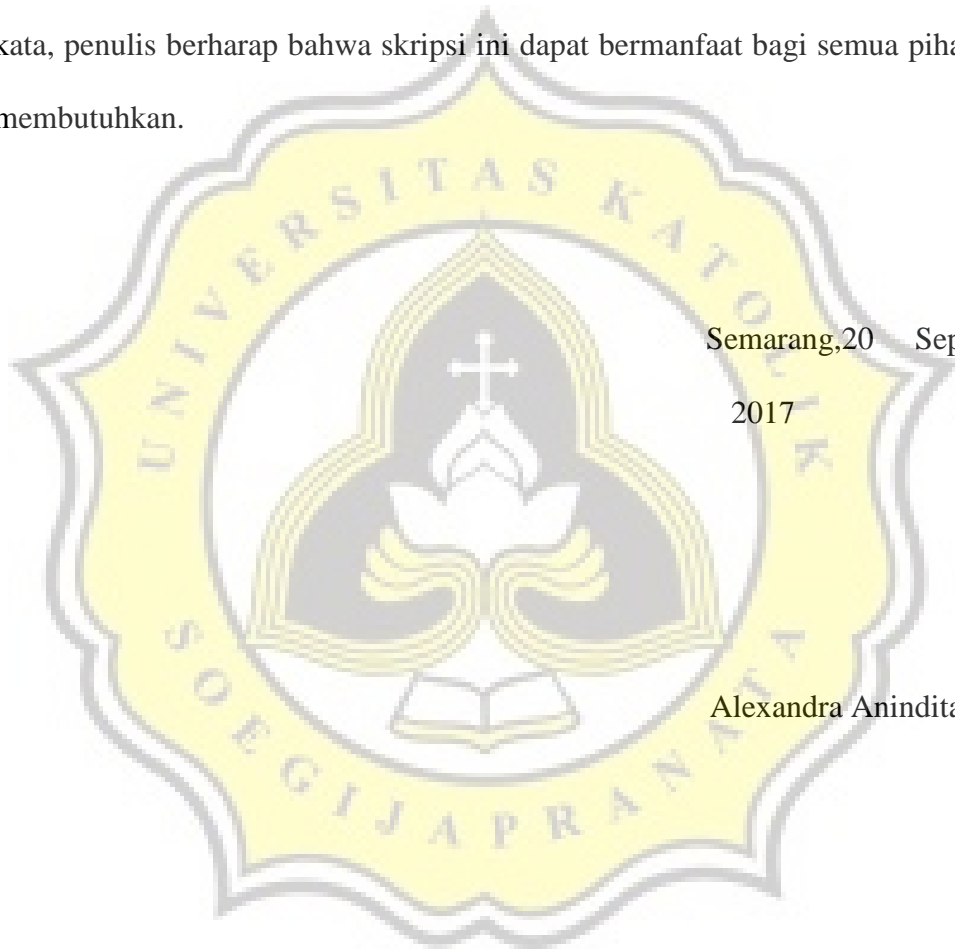 kata, penulis berharap bahwa skripsi ini dapat bermanfaat bagi semua piha
membutuhkan.
UNIVERSITAS KATOLIK
Semarang,20 Sep
2017
Alexandra Anindita
SOEGIJAPRANATA